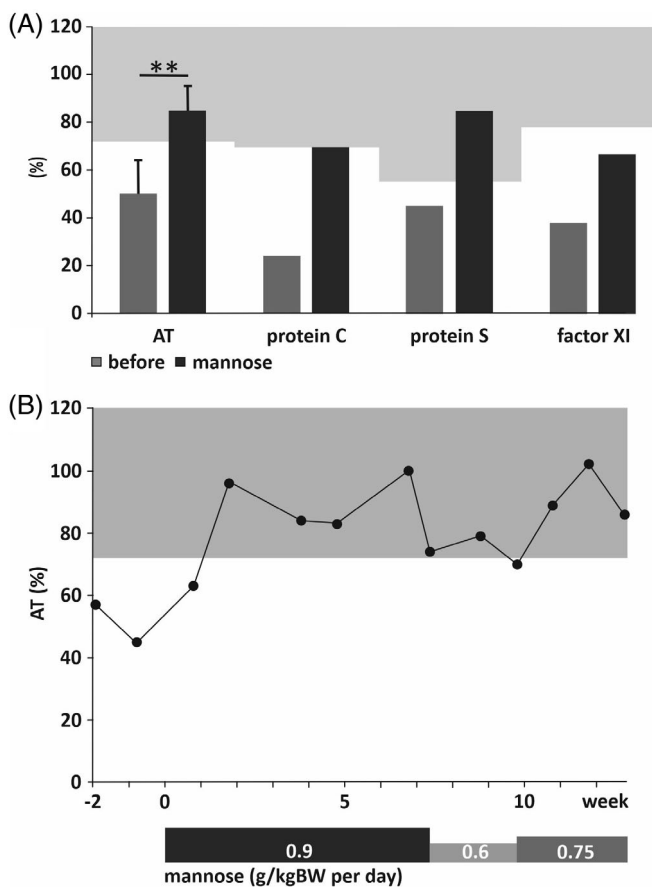 (A)
120
100
80
60
40
20
0
(%)
**
AT protein C protein S factor XI
before mannose
(B)
120
100
80
60
40
20
0
AT (%)
-2 0 5 10 week
0.9 0.6 0.75
mannose (g/kgBW per day)